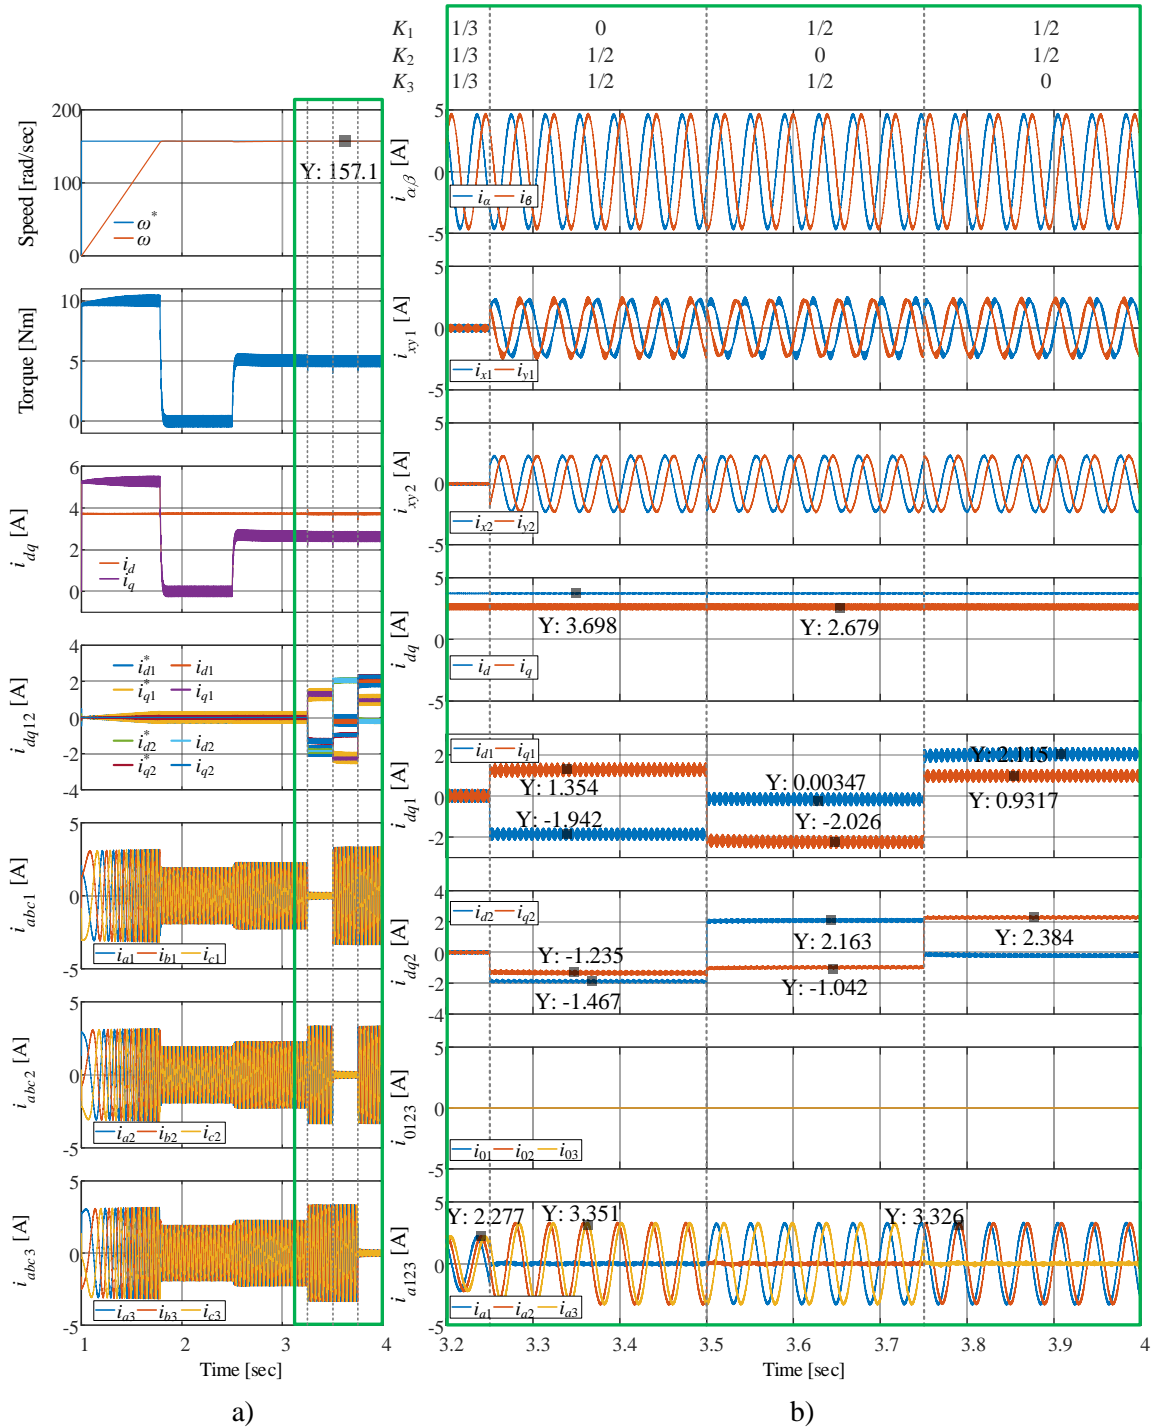 K1 1/3 0 1/2 1/2
K2 1/3 1/2 0 1/2
K3 1/3 1/2 1/2 0
Speed [rad/sec]
200
100
0
Y: 157.1
ω*
ω
Torque [Nm]
10
5
0
idq [A]
6
4
2
0
id
iq
idq12 [A]
4
2
0
-2
-4
i*d1 id1
i*q1 iq1
i*d2 id2
i*q2 iq2
iabc1 [A]
5
0
-5
ia1 ib1 ic1
iabc2 [A]
5
0
-5
ia2 ib2 ic2
iabc3 [A]
5
0
-5
ia3 ib3 ic3
1 2 3 4
Time [sec]
a)
iαβ [A]
5
0
-5
iα iβ
ixy1 [A]
5
0
-5
ix1 iy1
ixy2 [A]
5
0
-5
ix2 iy2
idq [A]
5
0
-5
Y: 3.698
Y: 2.679
id iq
idq1 [A]
2
0
-2
id1 iq1
Y: 1.354
Y: -1.942
Y: 0.00347
Y: -2.026
Y: 2.115
Y: 0.9317
idq2 [A]
4
2
0
-2
-4
id2 iq2
Y: -1.235
Y: -1.467
Y: 2.163
Y: -1.042
Y: 2.384
i0123 [A]
5
0
-5
i01 i02 i03
ia123 [A]
5
0
-5
Y: 2.277
Y: 3.351
Y: 3.326
ia1 ia2 ia3
3.2 3.3 3.4 3.5 3.6 3.7 3.8 3.9 4
Time [sec]
b)